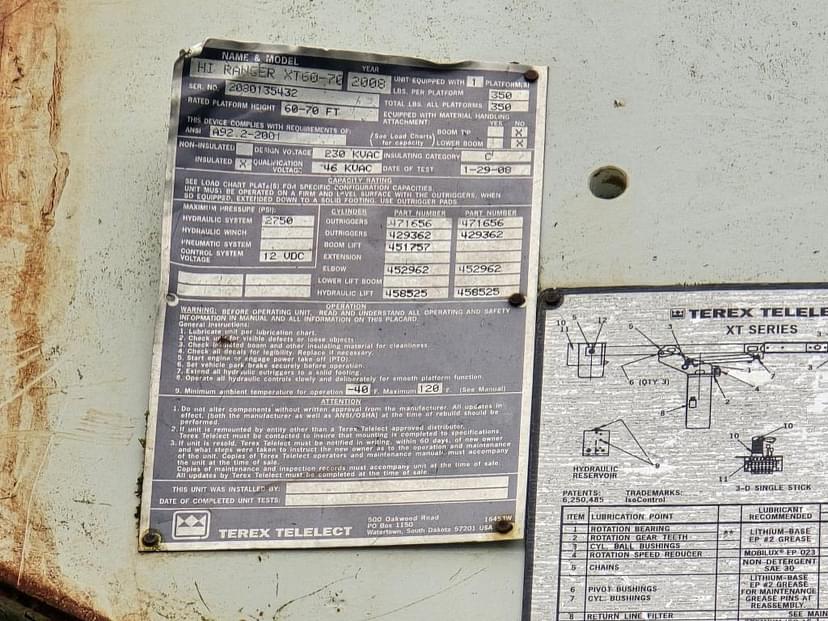 NAME & MODEL
HI RANGER XT60-70
YEAR
2008
UNIT EQUIPPED WITH 1 PLATFORM(S)
SER. NO. 2080135432
LBS. PER PLATFORM 350
RATED PLATFORM HEIGHT 60-70 FT
TOTAL LBS. ALL PLATFORMS 350
EQUIPPED WITH MATERIAL HANDLING
ATTACHMENT: YES NO
THIS DEVICE COMPLIES WITH REQUIREMENTS OF:
ANSI A92.2-2001
(See Load Charts
for capacity)
BOOM TIP X
LOWER BOOM X
NON-INSULATED DESIGN VOLTAGE 230 KVAC INSULATING CATEGORY C
INSULATED X QUALIFICATION
VOLTAGE 46 KVAC DATE OF TEST 1-29-08
CAPACITY RATING
SEE LOAD CHART PLATE(S) FOR SPECIFIC CONFIGURATION CAPACITIES.
UNIT MUST BE OPERATED ON A FIRM AND LEVEL SURFACE WITH THE OUTRIGGERS, WHEN
SO EQUIPPED, EXTENDED DOWN TO A SOLID FOOTING. USE OUTRIGGER PADS.
MAXIMUM PRESSURE (PSI):
HYDRAULIC SYSTEM 2750
HYDRAULIC WINCH
PNEUMATIC SYSTEM
CONTROL SYSTEM
VOLTAGE 12 VDC
CYLINDER PART NUMBER PART NUMBER
OUTRIGGERS 471656 471656
OUTRIGGERS 429362 429362
BOOM LIFT 451757
EXTENSION
ELBOW 452962 452962
LOWER LIFT BOOM
HYDRAULIC LIFT 458525 458525
OPERATION
WARNING: BEFORE OPERATING UNIT, READ AND UNDERSTAND ALL OPERATING AND SAFETY
INFORMATION IN MANUAL AND ALL INFORMATION ON THIS PLACARD.
General Instructions:
1. Lubricate unit per lubrication chart.
2. Check unit for visible defects or loose objects
3. Check insulated boom and other insulating material for cleanliness.
4. Check all decals for legibility. Replace if necessary.
5. Start engine or engage power take off (PTO).
6. Set vehicle park brake securely before operation.
7. Extend all hydraulic outriggers to a solid footing.
8. Operate all hydraulic controls slowly and deliberately for smooth platform function.
9. Minimum ambient temperature for operation -40 F. Maximum 120 F. (See Manual)
ATTENTION
1. Do not alter components without written approval from the manufacturer. All updates in
effect, (both the manufacturer as well as ANSI/OSHA) at the time of rebuild should be
performed.
2. If unit is remounted by entity other than a Terex Telelect approved distributor,
Terex Telelect must be contacted to insure that mounting is completed to specifications.
3. If unit is resold, Terex Telelect must be notified in writing, within 60 days, of new owner
and what steps were taken to instruct the new owner as to the operation and maintenance
of the unit. Copies of Terex Telelect operators and maintenance manual, must accompany
the unit at the time of sale.
Copies of maintenance and inspection records must accompany unit at the time of sale.
All updates by Terex Telelect must be completed at time of sale.
THIS UNIT WAS INSTALLED BY:
DATE OF COMPLETED UNIT TESTS:
TEREX TELELECT
500 Oakwood Road
PO Box 1150
Watertown, South Dakota 57201 USA
TEREX TELELE
XT SERIES
10 5 12
6 (QTY 3)
8
HYDRAULIC
RESERVOIR
9
10 10
11
3-D SINGLE STICK
PATENTS:
6,250,485
TRADEMARKS:
IsoControl
ITEM LUBRICATION POINT LUBRICANT
RECOMMENDED
1 ROTATION BEARING ** LITHIUM-BASE
EP #2 GREASE
2 ROTATION GEAR TEETH
3 CYL. BALL BUSHINGS
4 ROTATION SPEED REDUCER MOBILUX EP 023
5 CHAINS NON-DETERGENT
SAE 30
6 PIVOT BUSHINGS
7 CYL. BUSHINGS
LITHIUM-BASE
EP #2 GREASE
FOR MAINTENANCE
GREASE PINS AT
REASSEMBLY.
8 RETURN LINE FILTER SEE MAIN